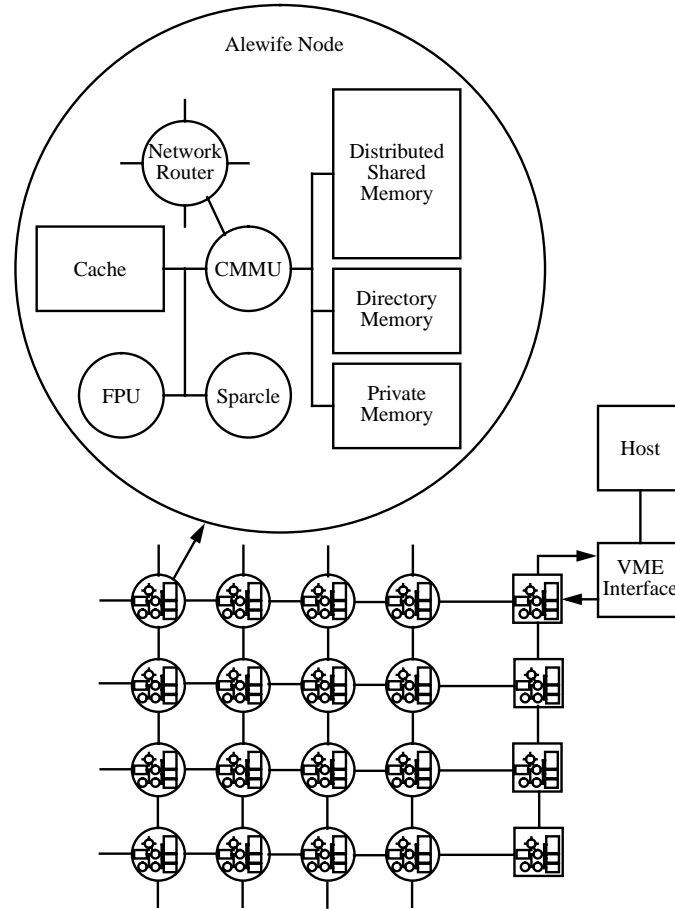 Alewife Node
Network
Router
Distributed
Shared
Memory
Cache
CMMU
Directory
Memory
FPU
Sparcle
Private
Memory
Host
VME
Interface